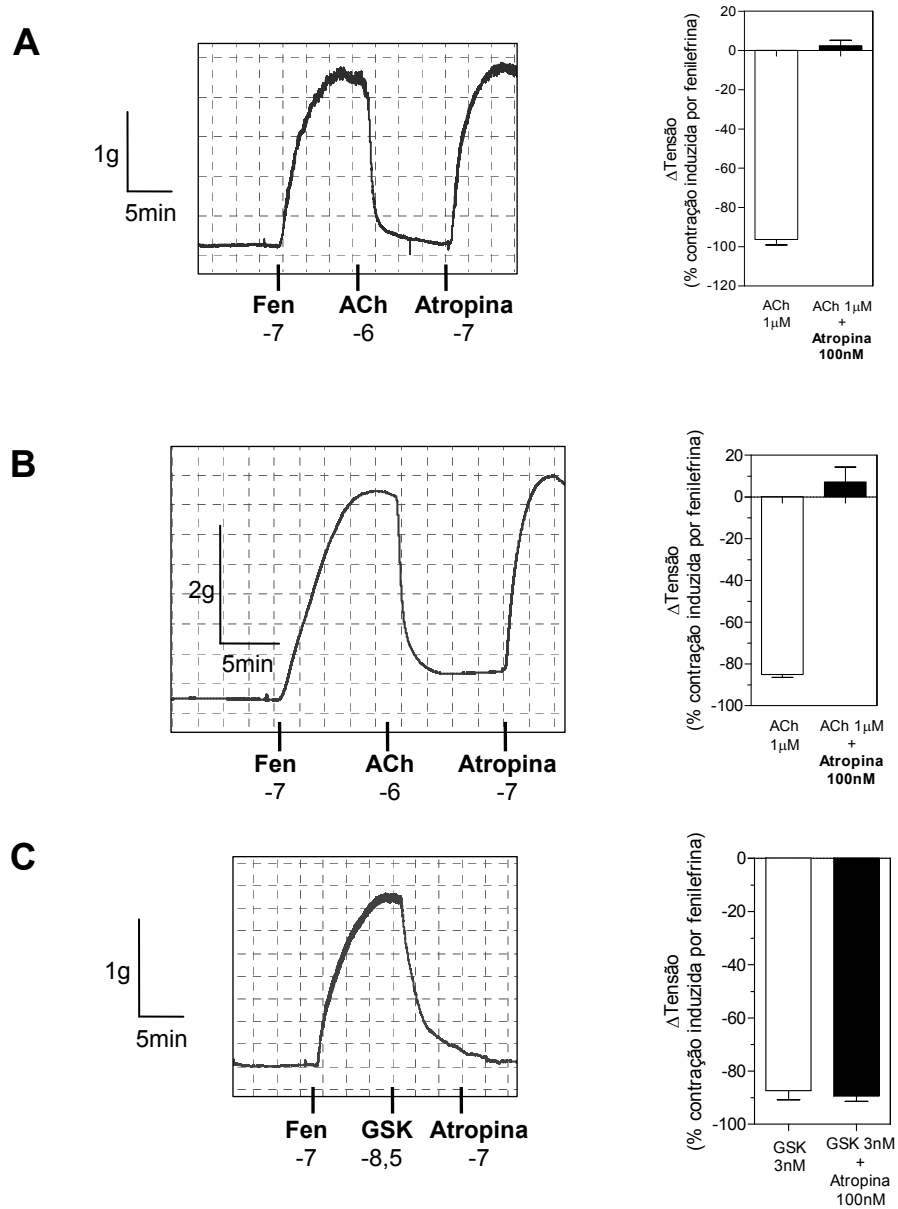 A
1g
5min
Fen
-7
ACh
-6
Atropina
-7
20
0
-20
-40
-60
-80
-100
-120
ΔTensão
(% contração induzida por fenilefrina)
ACh
1μM
ACh 1μM
+
Atropina
100nM
B
2g
5min
Fen
-7
ACh
-6
Atropina
-7
20
0
-20
-40
-60
-80
-100
ΔTensão
(% contração induzida por fenilefrina)
ACh
1μM
ACh 1μM
+
Atropina
100nM
C
1g
5min
Fen
-7
GSK
-8,5
Atropina
-7
0
-20
-40
-60
-80
-100
ΔTensão
(% contração induzida por fenilefrina)
GSK
3nM
GSK 3nM
+
Atropina
100nM